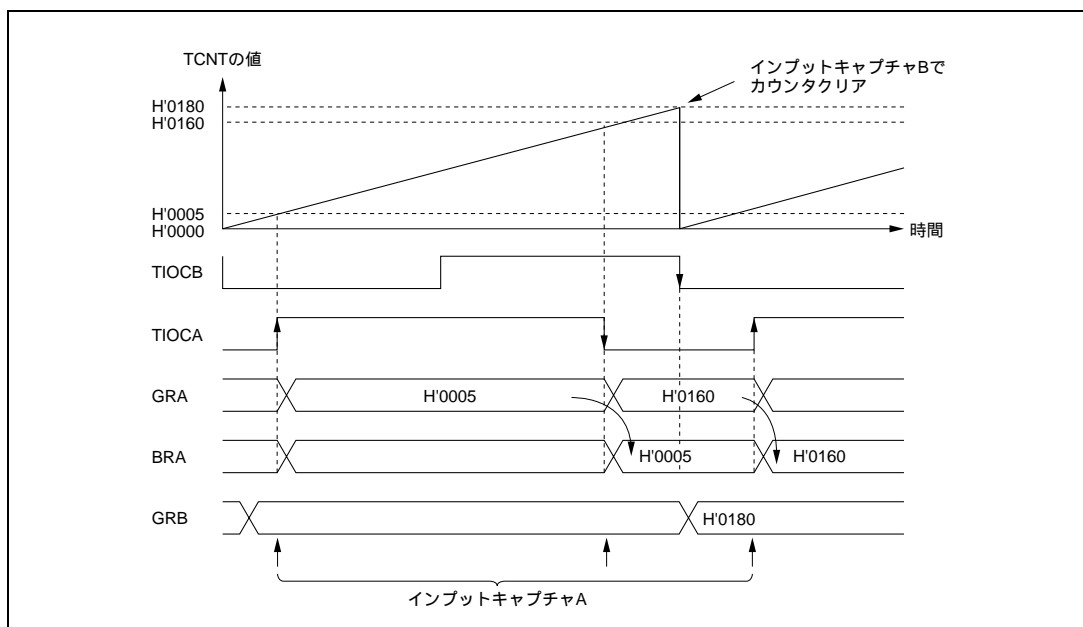 TCNTの値
インプットキャプチャBで
カウンタクリア
H'0180
H'0160
H'0005
H'0000
時間
TIOCB
TIOCA
GRA
H'0005
H'0160
BRA
H'0005
H'0160
GRB
H'0180
インプットキャプチャA